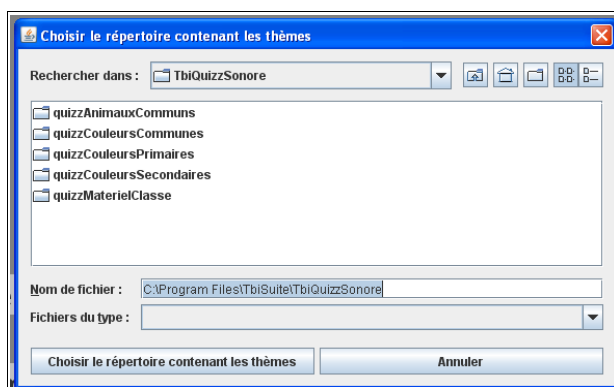 Choisir le répertoire contenant les thèmes
Rechercher dans : TbiQuizzSonore
quizzAnimauxCommuns
quizzCouleursCommunes
quizzCouleursPrimaires
quizzCouleursSecondaires
quizzMaterielClasse
Nom de fichier : C:\Program Files\TbiSuite\TbiQuizzSonore
Fichiers du type :
Choisir le répertoire contenant les thèmes Annuler